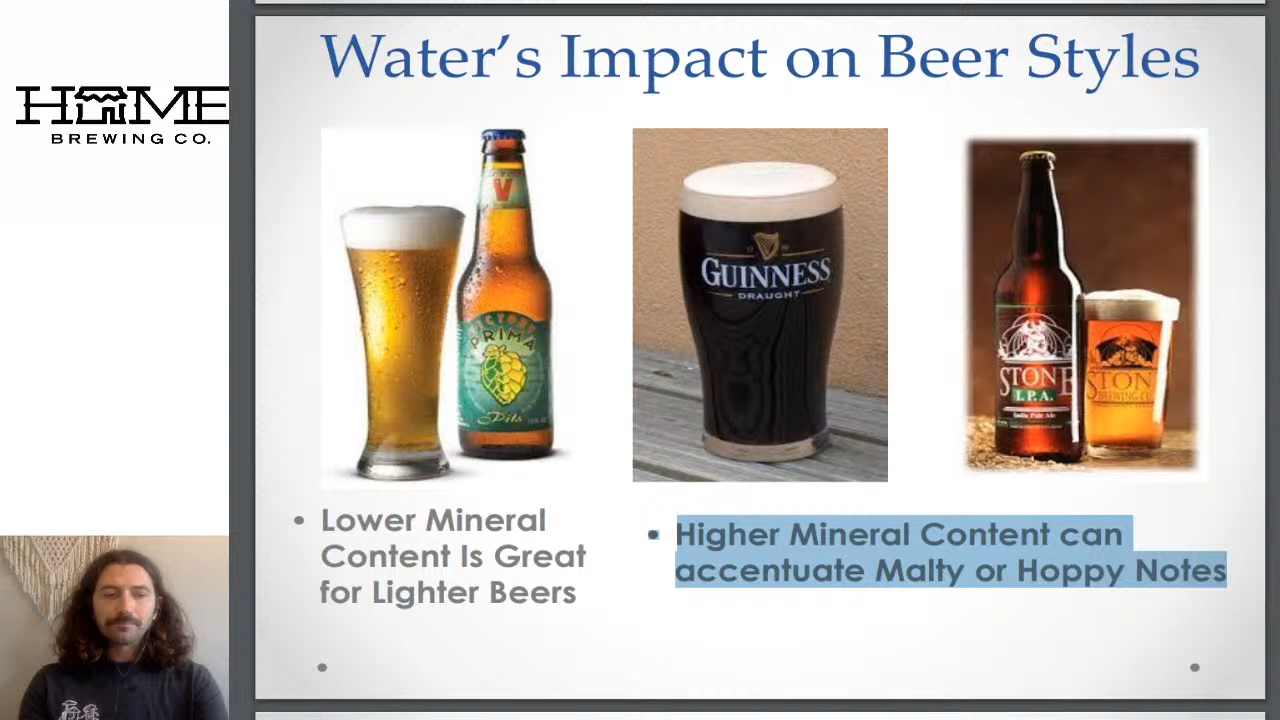 Water's Impact on Beer Styles
HOME
BREWING CO.
V
VICTORY
PRIMA
Pils
GUINNESS
DRAUGHT
STONE
I.P.A.
India Pale Ale
STONE
BREWING CO.
• Lower Mineral
Content Is Great
for Lighter Beers
• Higher Mineral Content can
accentuate Malty or Hoppy Notes